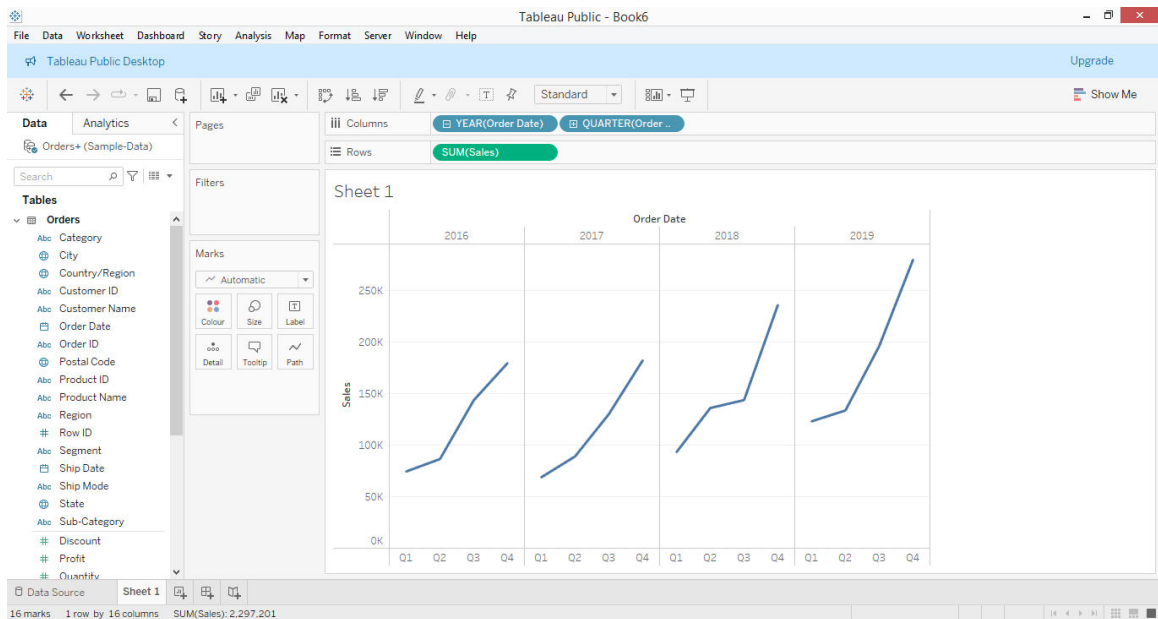 Tableau Public - Book6
File Data Worksheet Dashboard Story Analysis Map Format Server Window Help
Tableau Public Desktop Upgrade
Standard Show Me
Data Analytics
Orders+ (Sample-Data)
Search
Tables
Orders
Abc Category
City
Country/Region
Abc Customer ID
Abc Customer Name
Order Date
Abc Order ID
Postal Code
Abc Product ID
Abc Product Name
Abc Region
# Row ID
Abc Segment
Ship Date
Abc Ship Mode
State
Abc Sub-Category
# Discount
# Profit
# Quantity
Pages
Filters
Marks
Automatic
Colour Size T Label
Detail Tooltip Path
Columns YEAR(Order Date) QUARTER(Order ..
Rows SUM(Sales)
Sheet 1
Order Date
2016 2017 2018 2019
Sales
250K
200K
150K
100K
50K
0K
Q1 Q2 Q3 Q4 Q1 Q2 Q3 Q4 Q1 Q2 Q3 Q4 Q1 Q2 Q3 Q4
Data Source Sheet 1
16 marks 1 row by 16 columns SUM(Sales): 2,297,201